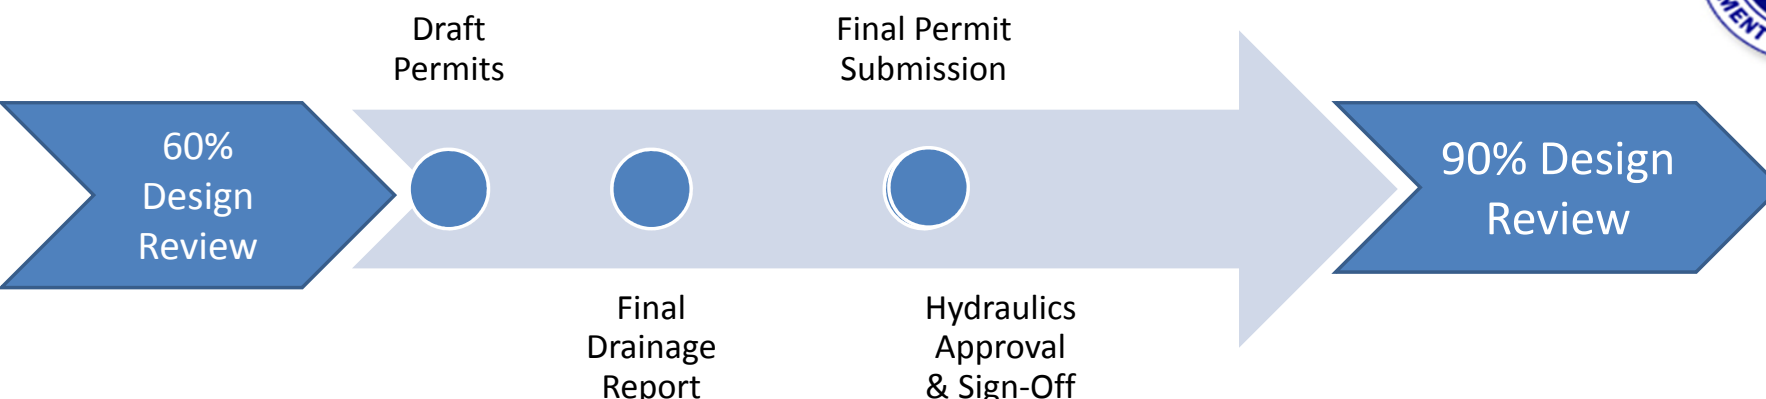 Draft
Permits
Final Permit
Submission
60%
Design
Review
90% Design
Review
Final
Drainage
Report
Hydraulics
Approval
& Sign-Off